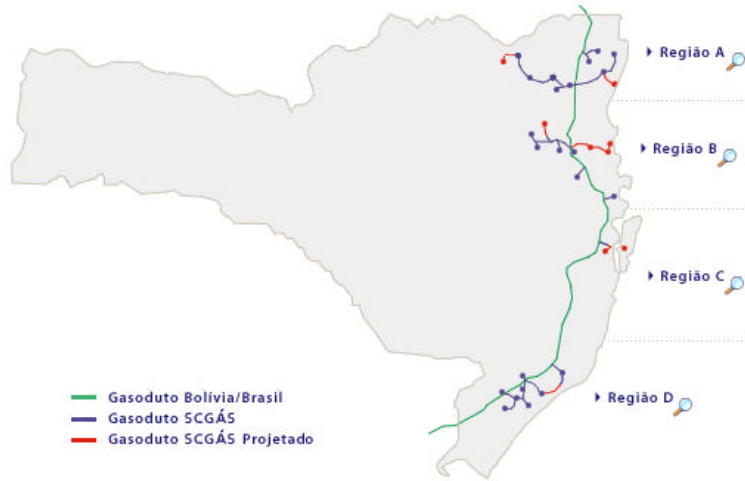 Região A
Região B
Região C
Região D
Gasoduto Bolívia/Brasil
Gasoduto SCGÁS
Gasoduto SCGÁS Projetado